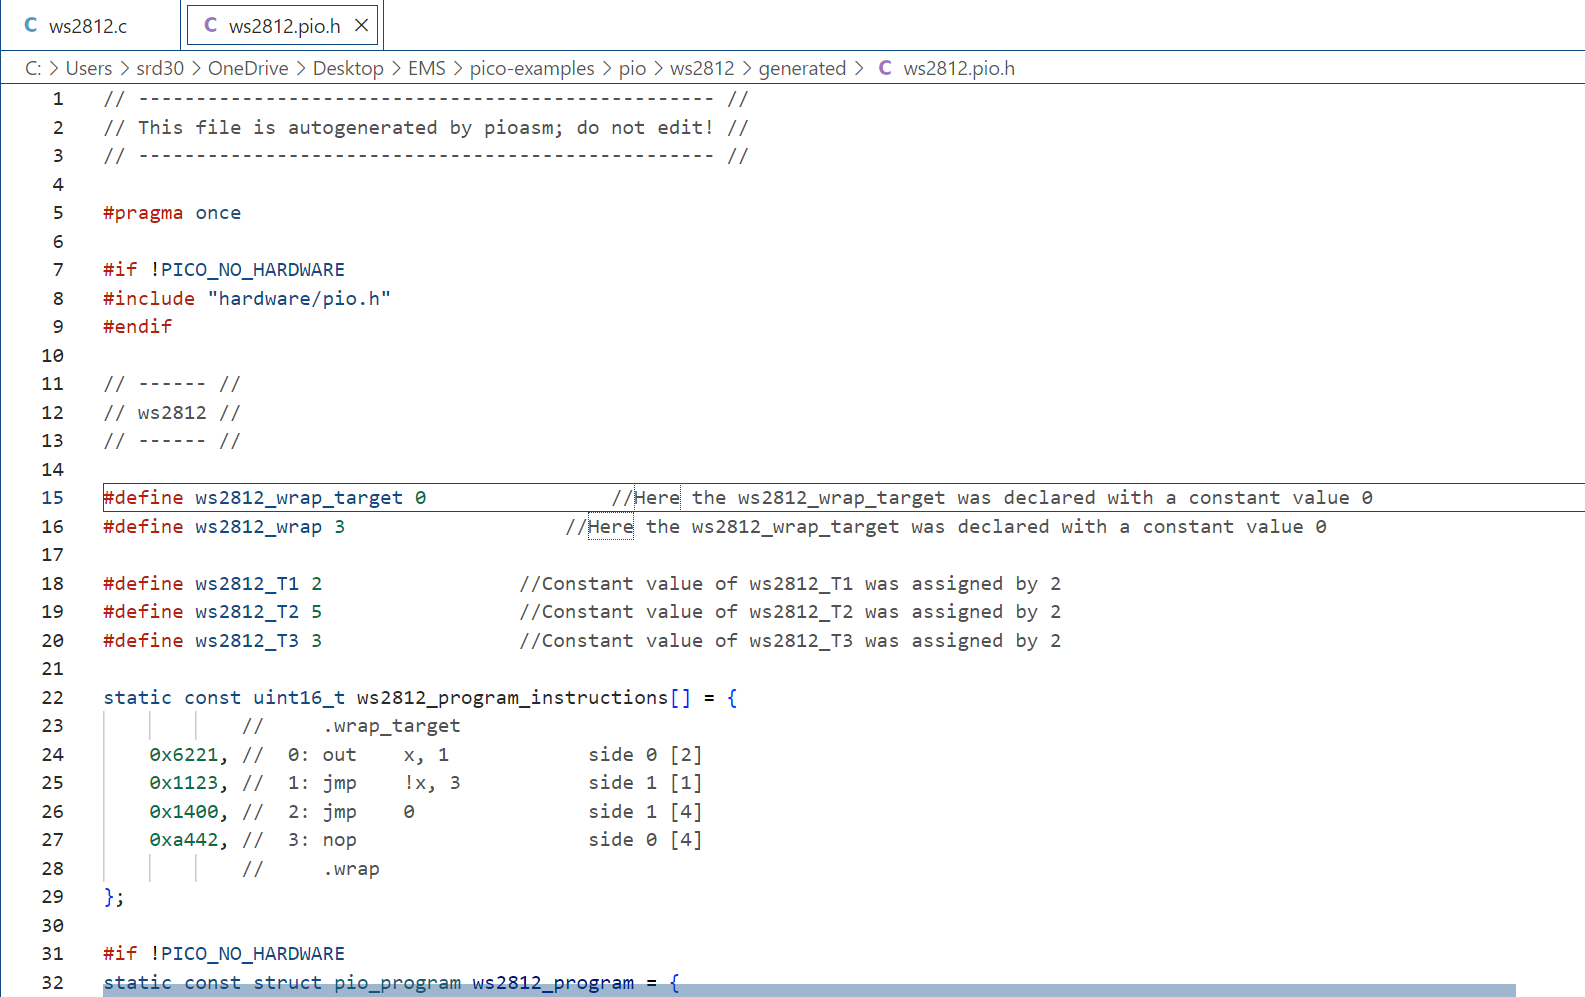 C ws2812.c C ws2812.pio.h ×
C: > Users > srd30 > OneDrive > Desktop > EMS > pico-examples > pio > ws2812 > generated > C ws2812.pio.h
1 // -------------------------------------------------- //
2 // This file is autogenerated by pioasm; do not edit! //
3 // -------------------------------------------------- //
4
5 #pragma once
6
7 #if !PICO_NO_HARDWARE
8 #include "hardware/pio.h"
9 #endif
10
11 // ------ //
12 // ws2812 //
13 // ------ //
14
15 #define ws2812_wrap_target 0 //Here the ws2812_wrap_target was declared with a constant value 0
16 #define ws2812_wrap 3 //Here the ws2812_wrap_target was declared with a constant value 0
17
18 #define ws2812_T1 2 //Constant value of ws2812_T1 was assigned by 2
19 #define ws2812_T2 5 //Constant value of ws2812_T2 was assigned by 2
20 #define ws2812_T3 3 //Constant value of ws2812_T3 was assigned by 2
21
22 static const uint16_t ws2812_program_instructions[] = {
23 // .wrap_target
24 0x6221, // 0: out x, 1 side 0 [2]
25 0x1123, // 1: jmp !x, 3 side 1 [1]
26 0x1400, // 2: jmp 0 side 1 [4]
27 0xa442, // 3: nop side 0 [4]
28 // .wrap
29 };
30
31 #if !PICO_NO_HARDWARE
32 static const struct pio_program ws2812_program = {